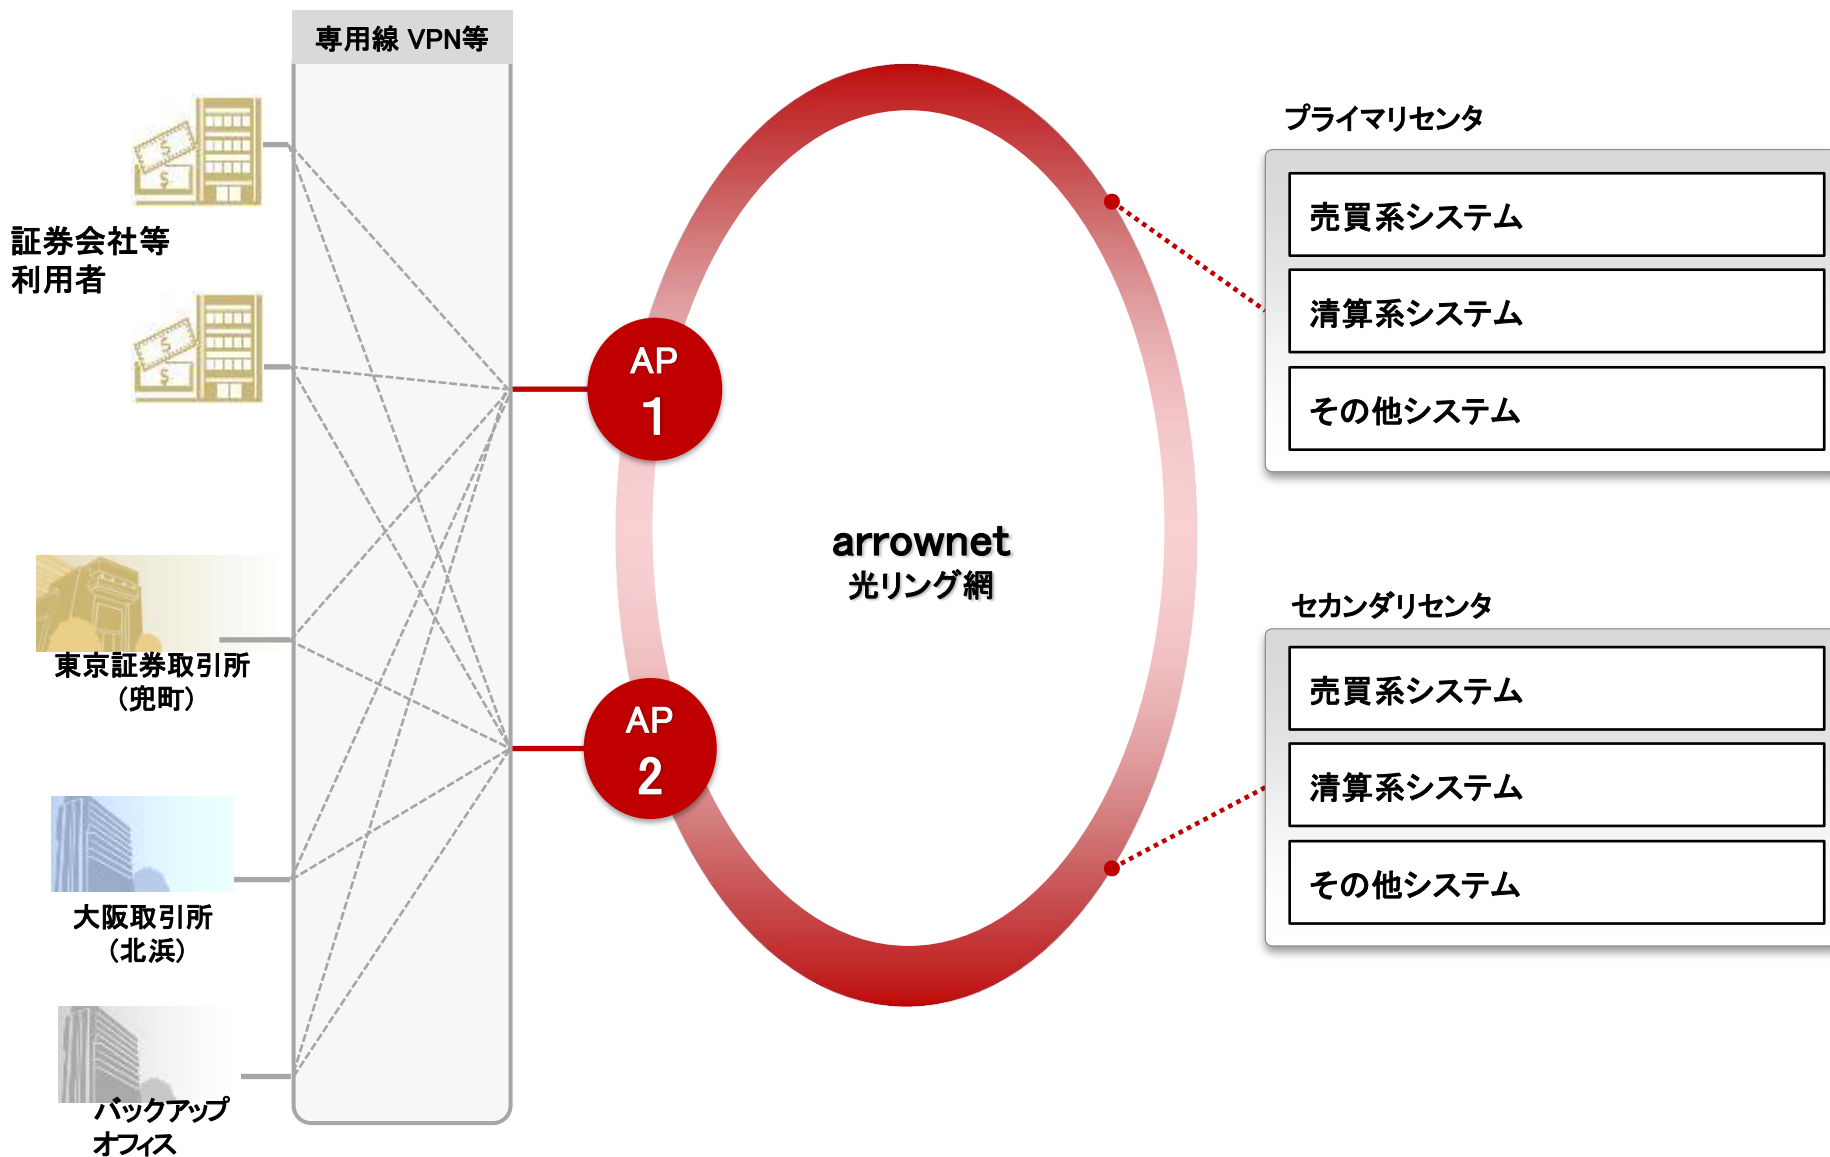 専用線 VPN等
証券会社等
利用者
東京証券取引所
(兜町)
大阪取引所
(北浜)
バックアップ
オフィス
AP
1
AP
2
arrownet
光リング網
プライマリセンタ
売買系システム
清算系システム
その他システム
セカンダリセンタ
売買系システム
清算系システム
その他システム